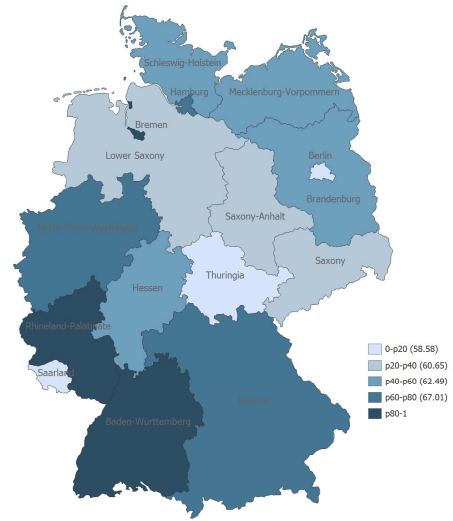 Schleswig-Holstein
Hamburg
Mecklenburg-Vorpommern
Bremen
Lower Saxony
Berlin
Brandenburg
Saxony-Anhalt
North Rhine-Westphalia
Thuringia
Saxony
Hessen
Rhineland-Palatinate
Saarland
Bavaria
Baden-Württemberg
0-p20 (58.58)
p20-p40 (60.65)
p40-p60 (62.49)
p60-p80 (67.01)
p80-1